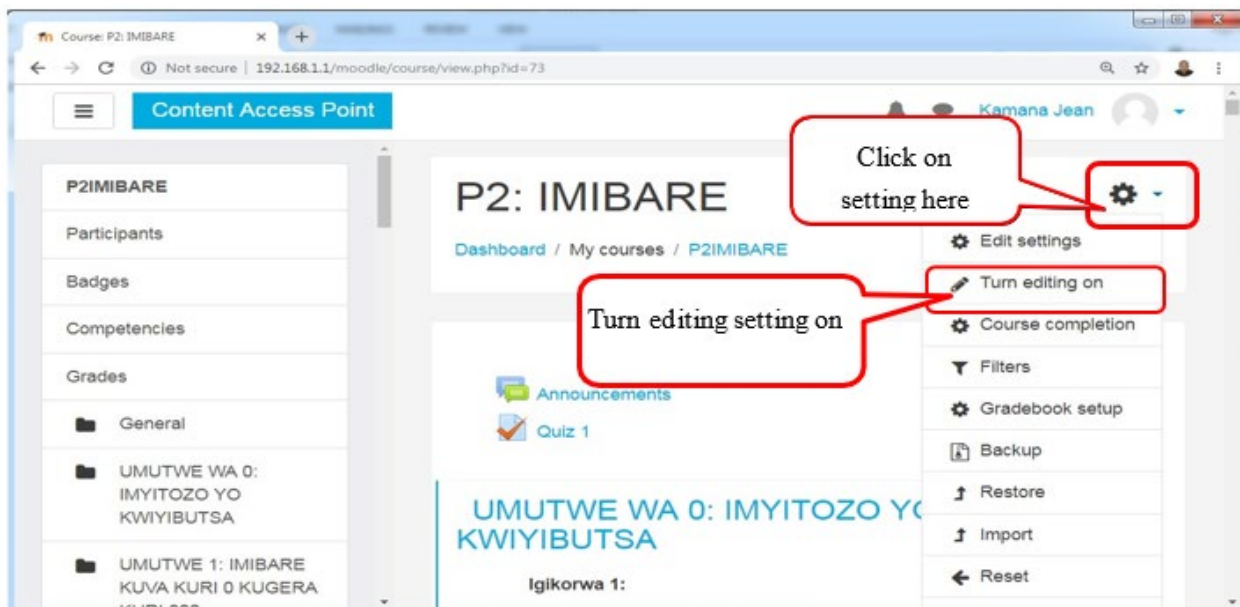 Course: P2: IMIBARE
Not secure | 192.168.1.1/moodle/course/view.php?id=73
Content Access Point
Kamana Jean
Click on
setting here
P2IMIBARE
Participants
Badges
Competencies
Grades
General
UMUTWE WA 0:
IMYITOZO YO
KWIYIBUTSA
UMUTWE 1: IMIBARE
KUVA KURI 0 KUGERA
P2: IMIBARE
Dashboard / My courses / P2IMIBARE
Turn editing setting on
Announcements
Quiz 1
UMUTWE WA 0: IMYITOZO YO
KWIYIBUTSA
Igikorwa 1:
Edit settings
Turn editing on
Course completion
Filters
Gradebook setup
Backup
Restore
Import
Reset